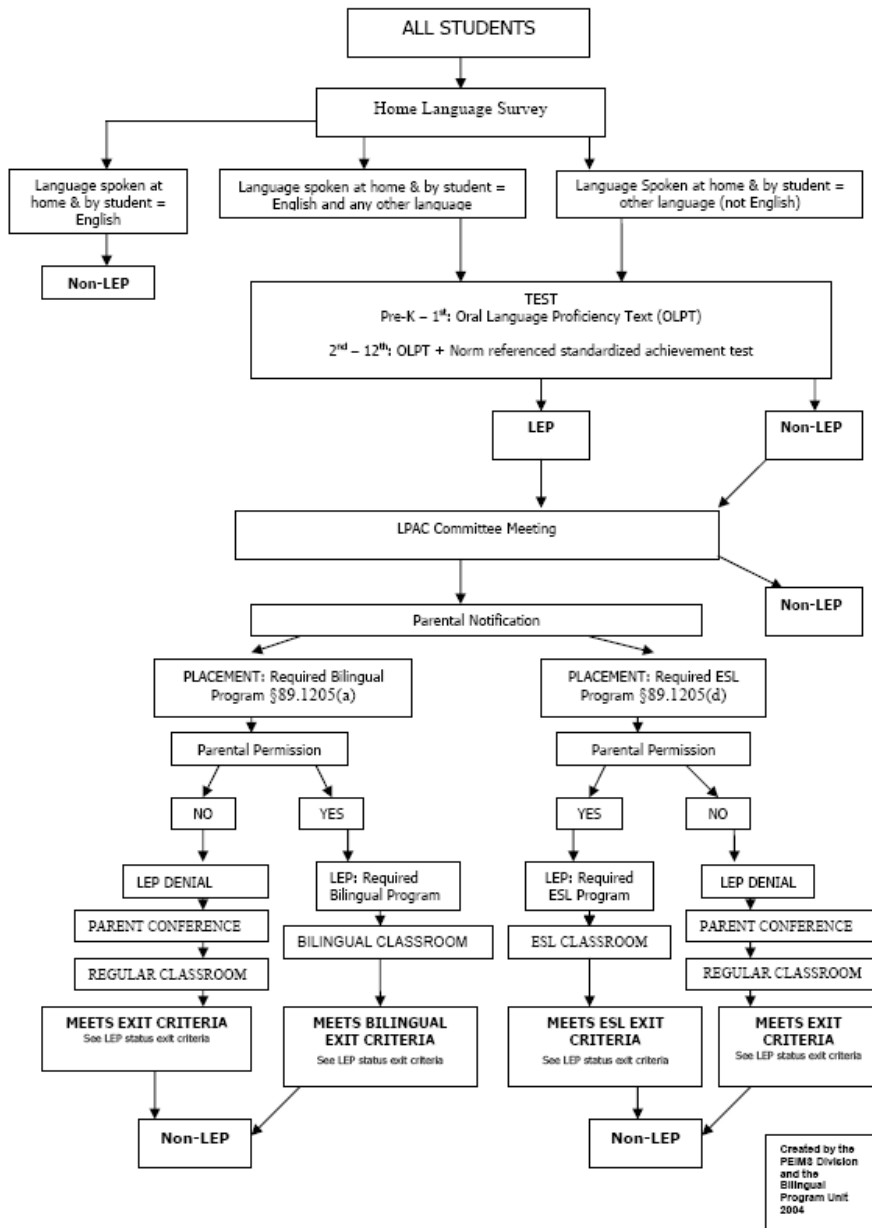 ALL STUDENTS
Home Language Survey
Language spoken at
home & by student =
English
Language spoken at home & by student =
English and any other language
Language Spoken at home & by student =
other language (not English)
Non-LEP
TEST
Pre-K – 1st: Oral Language Proficiency Text (OLPT)
2nd – 12th: OLPT + Norm referenced standardized achievement test
LEP
Non-LEP
LPAC Committee Meeting
Non-LEP
Parental Notification
PLACEMENT: Required Bilingual
Program §89.1205(a)
PLACEMENT: Required ESL
Program §89.1205(d)
Parental Permission
Parental Permission
NO
YES
YES
NO
LEP DENIAL
LEP: Required
Bilingual Program
LEP: Required
ESL Program
LEP DENIAL
PARENT CONFERENCE
BILINGUAL CLASSROOM
ESL CLASSROOM
PARENT CONFERENCE
REGULAR CLASSROOM
REGULAR CLASSROOM
MEETS EXIT CRITERIA
See LEP status exit criteria
MEETS BILINGUAL
EXIT CRITERIA
See LEP status exit criteria
MEETS ESL EXIT
CRITERIA
See LEP status exit criteria
MEETS EXIT
CRITERIA
See LEP status exit criteria
Non-LEP
Non-LEP
Created by the
PEIMS Division
and the
Bilingual
Program Unit
2004